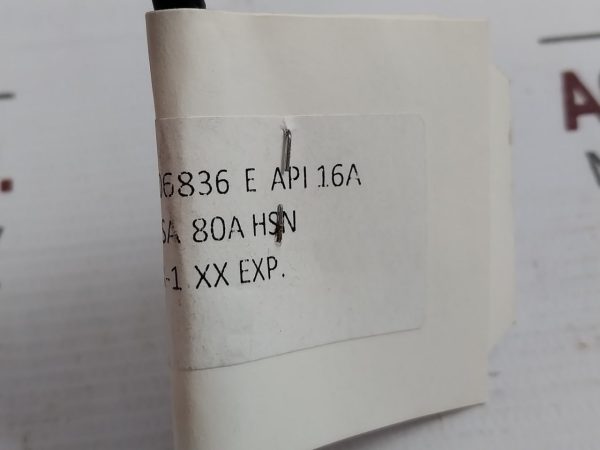 16836 E API 16A
SA 80A HSN
-1 XX EXP.